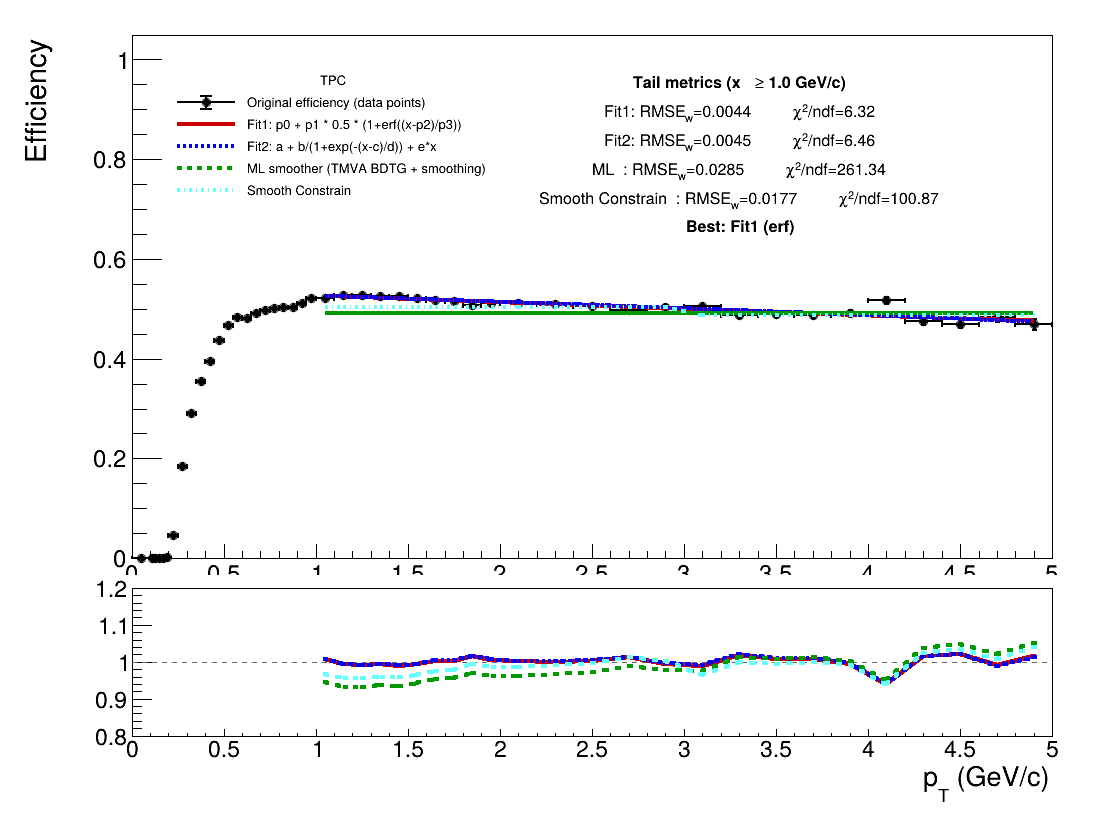 Efficiency
1
0.8
0.6
0.4
0.2
0
TPC
Original efficiency (data points)
Fit1: p0 + p1 * 0.5 * (1+erf((x-p2)/p3))
Fit2: a + b/(1+exp(-(x-c)/d)) + e*x
ML smoother (TMVA BDTG + smoothing)
Smooth Constrain
Tail metrics (x ≥ 1.0 GeV/c)
Fit1: RMSEw=0.0044 χ²/ndf=6.32
Fit2: RMSEw=0.0045 χ²/ndf=6.46
ML : RMSEw=0.0285 χ²/ndf=261.34
Smooth Constrain : RMSEw=0.0177 χ²/ndf=100.87
Best: Fit1 (erf)
0 0.5 1 1.5 2 2.5 3 3.5 4 4.5 5
1.2
1.1
1
0.9
0.8
0 0.5 1 1.5 2 2.5 3 3.5 4 4.5 5
pT (GeV/c)